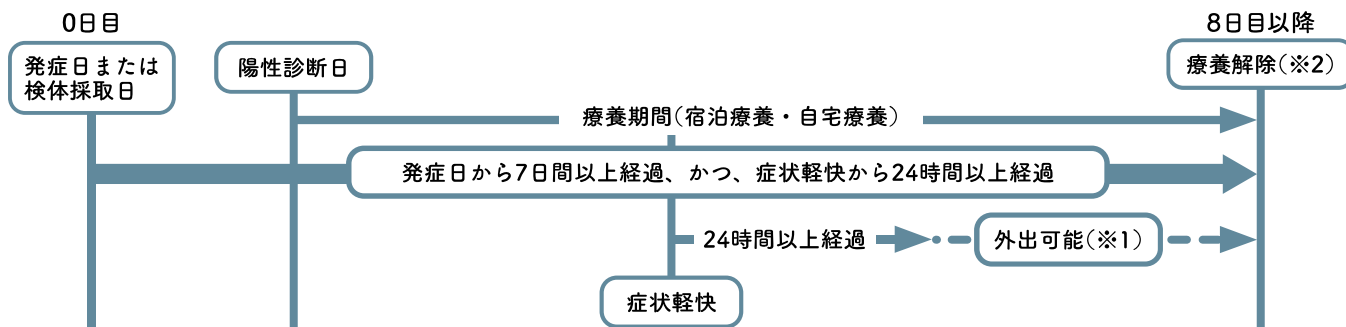 0日目
発症日または
検体採取日
陽性診断日
8日目以降
療養解除(※2)
療養期間(宿泊療養・自宅療養)
発症日から7日間以上経過、かつ、症状軽快から24時間以上経過
24時間以上経過
外出可能(※1)
症状軽快